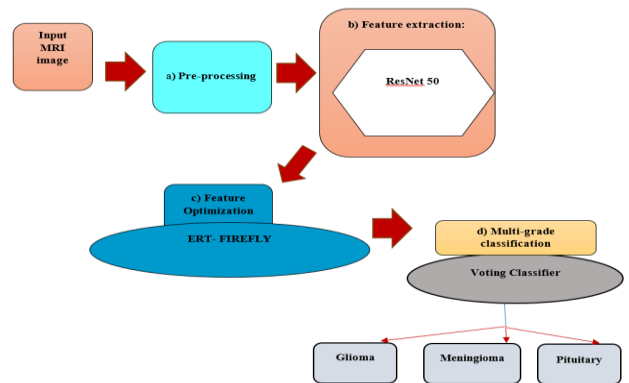 Input
MRI
image
a) Pre-processing
b) Feature extraction:
ResNet 50
c) Feature
Optimization
ERT- FIREFLY
d) Multi-grade
classification
Voting Classifier
Glioma
Meningioma
Pituitary